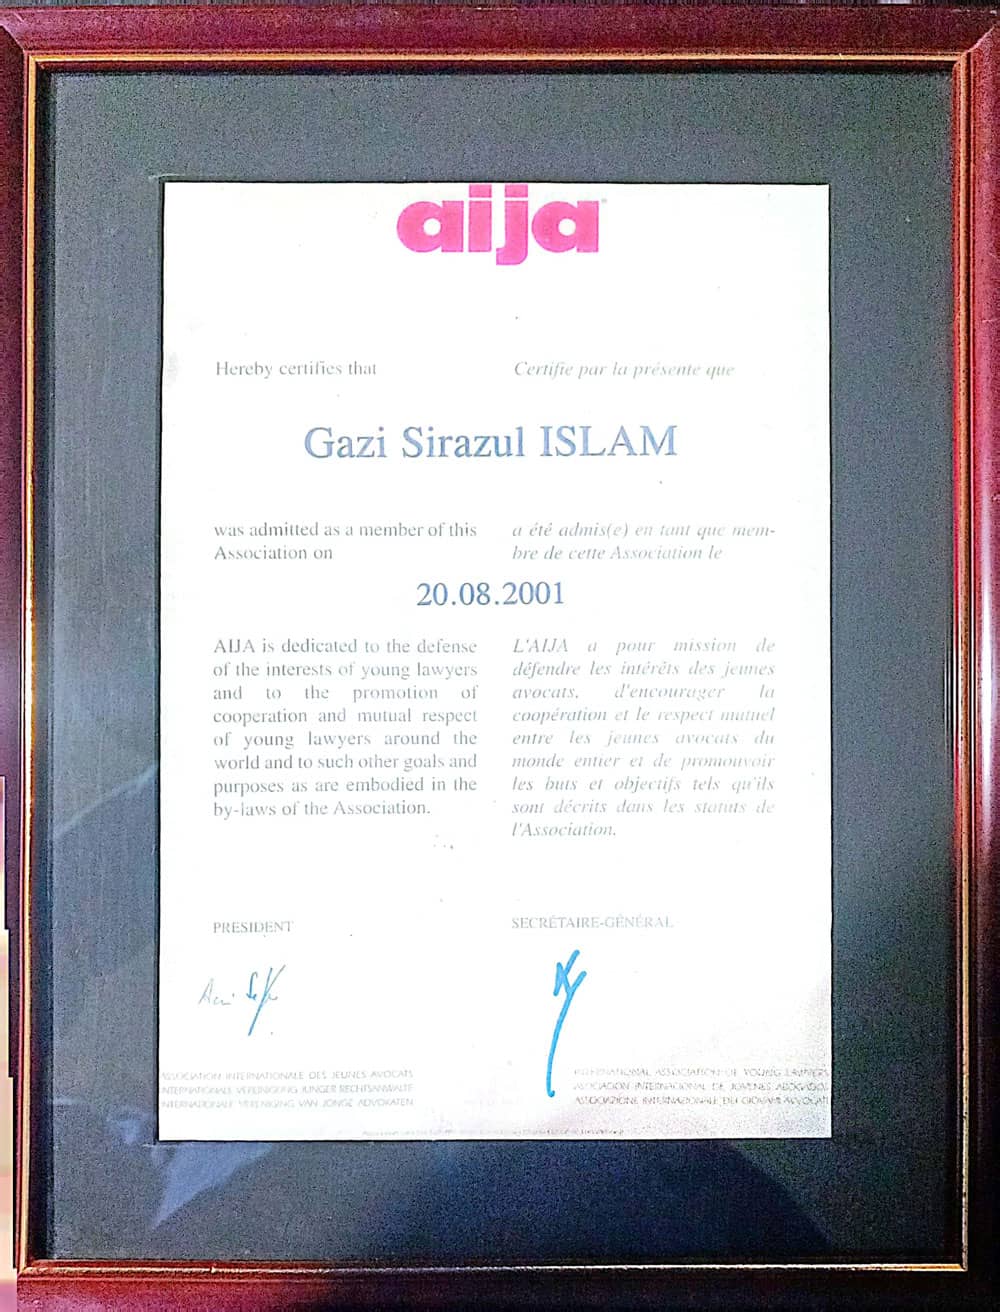 aija
Hereby certifies that
Certifie par la présente que
Gazi Sirazul ISLAM
was admitted as a member of this
Association on
a été admis(e) en tant que mem-
bre de cette Association le
20.08.2001
AIJA is dedicated to the defense
of the interests of young lawyers
and to the promotion of
cooperation and mutual respect
of young lawyers around the
world and to such other goals and
purposes as are embodied in the
by-laws of the Association.
L'AIJA a pour mission de
défendre les intérêts des jeunes
avocats, d'encourager la
coopération et le respect mutuel
entre les jeunes avocats du
monde entier et de promouvoir
les buts et objectifs tels qu'ils
sont décrits dans les statuts de
l'Association.
PRESIDENT
SECRÉTAIRE-GÉNÉRAL
ASSOCIATION INTERNATIONALE DES JEUNES AVOCATS
INTERNATIONALE VEREINIGUNG JUNGER RECHTSANWÄLTE
INTERNATIONALE VERENIGING VAN JONGE ADVOKATEN
INTERNATIONAL ASSOCIATION OF YOUNG LAWYERS
ASOCIACION INTERNACIONAL DE JOVENES ABOGADOS
ASSOCIAZIONE INTERNAZIONALE DEI GIOVANI AVVOCATI